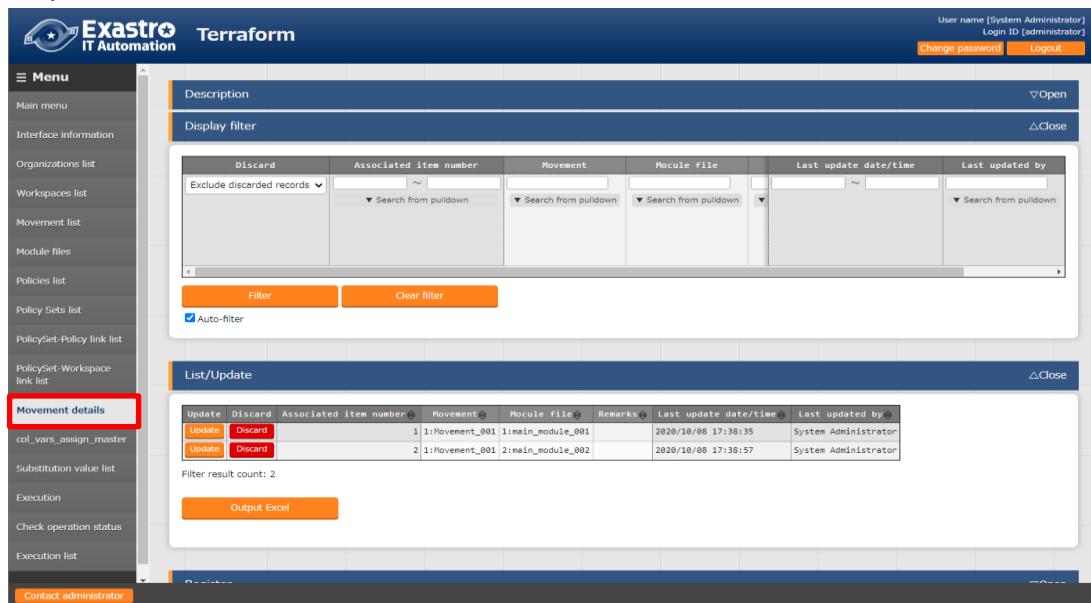 Exastro
IT Automation
Terraform
User name [System Administrator]
Login ID [administrator]
Change password
Logout
Menu
Main menu
Interface information
Organizations list
Workspaces list
Movement list
Module files
Policies list
Policy Sets list
PolicySet-Policy link list
PolicySet-Workspace
link list
Movement details
col_vars_assign_master
Substitution value list
Execution
Check operation status
Execution list
Contact administrator
Description
▽Open
Display filter
△Close
Discard Associated item number Movement Mocule file Last update date/time Last updated by
Exclude discarded records ~ ~
▼ Search from pulldown ▼ Search from pulldown ▼ Search from pulldown ▼ ▼ Search from pulldown
Filter
Clear filter
Auto-filter
List/Update
△Close
Update Discard Associated item number Movement Mocule file Remarks Last update date/time Last updated by
Update Discard 1 1:Movement_001 1:main_module_001 2020/10/08 17:38:35 System Administrator
Update Discard 2 1:Movement_001 2:main_module_002 2020/10/08 17:38:57 System Administrator
Filter result count: 2
Output Excel